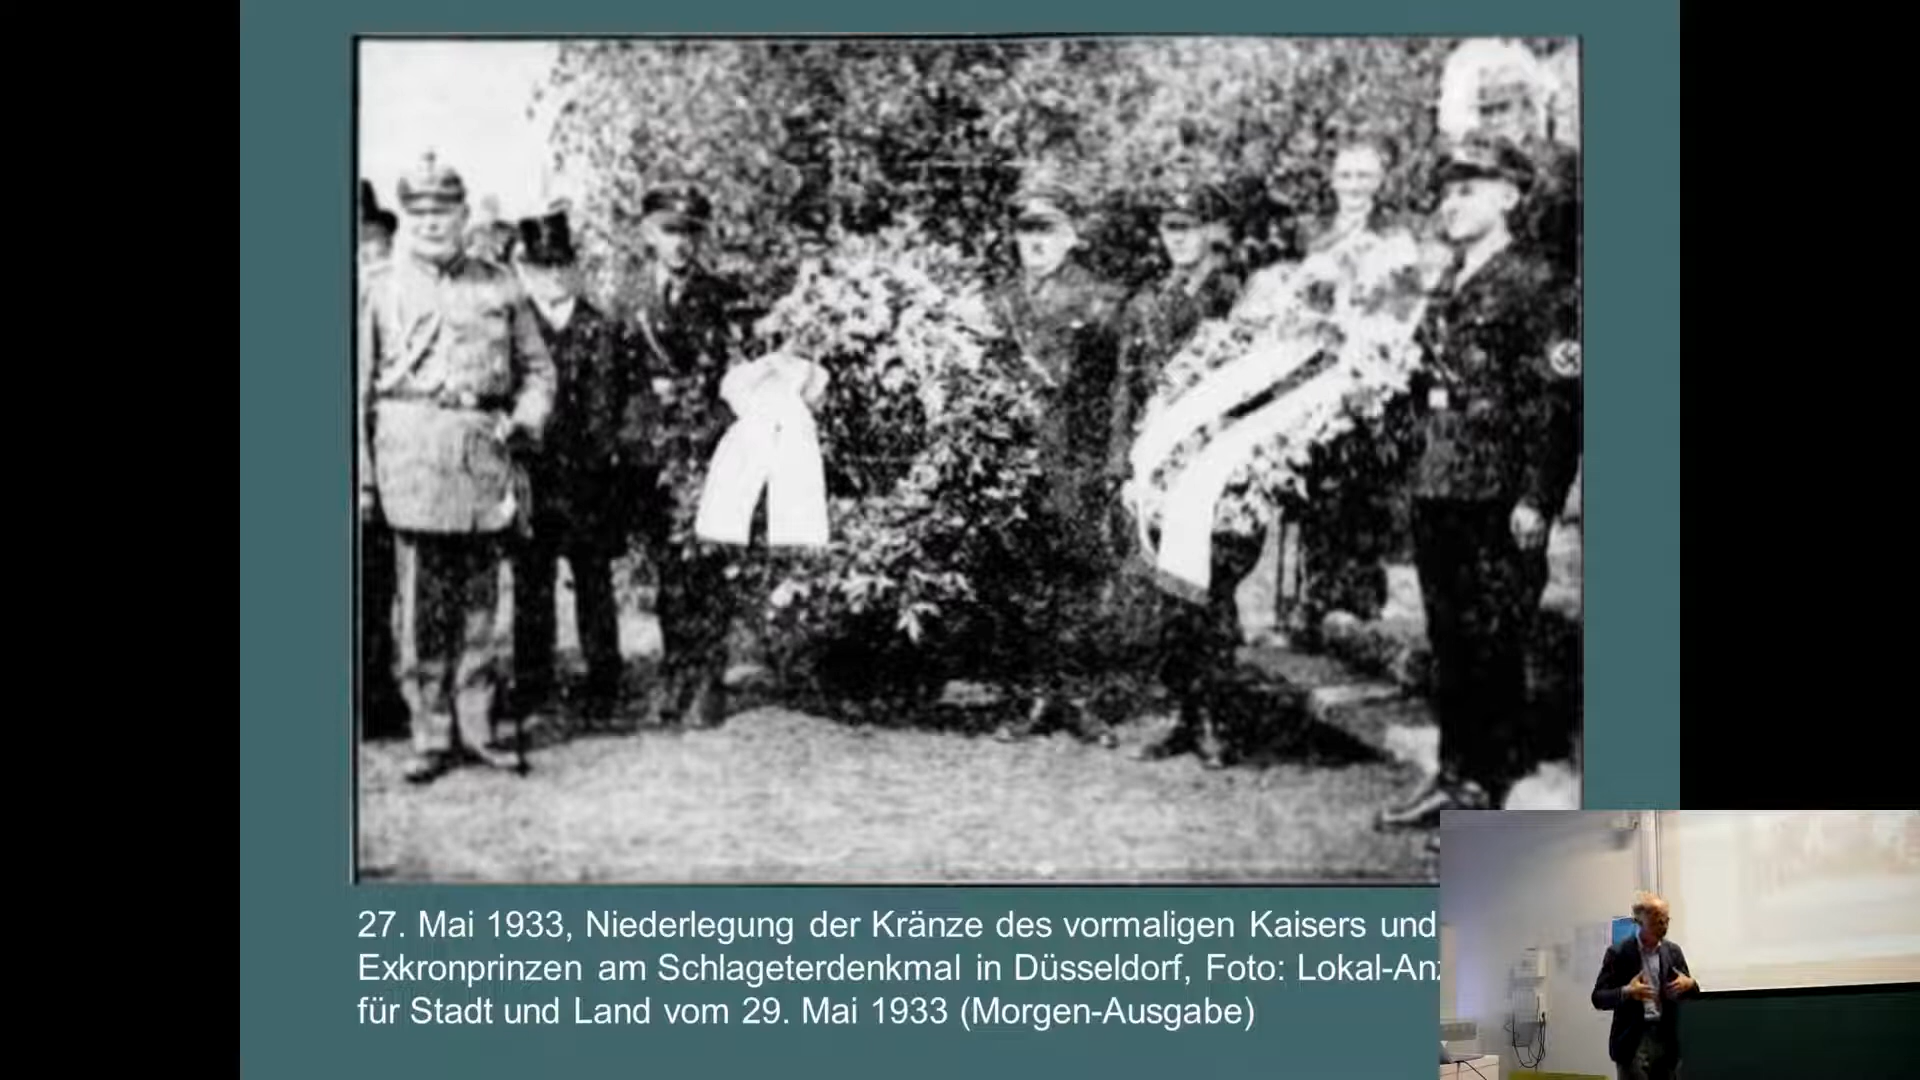 27. Mai 1933, Niederlegung der Kränze des vormaligen Kaisers und
Exkronprinzen am Schlageterdenkmal in Düsseldorf, Foto: Lokal-Anz
für Stadt und Land vom 29. Mai 1933 (Morgen-Ausgabe)